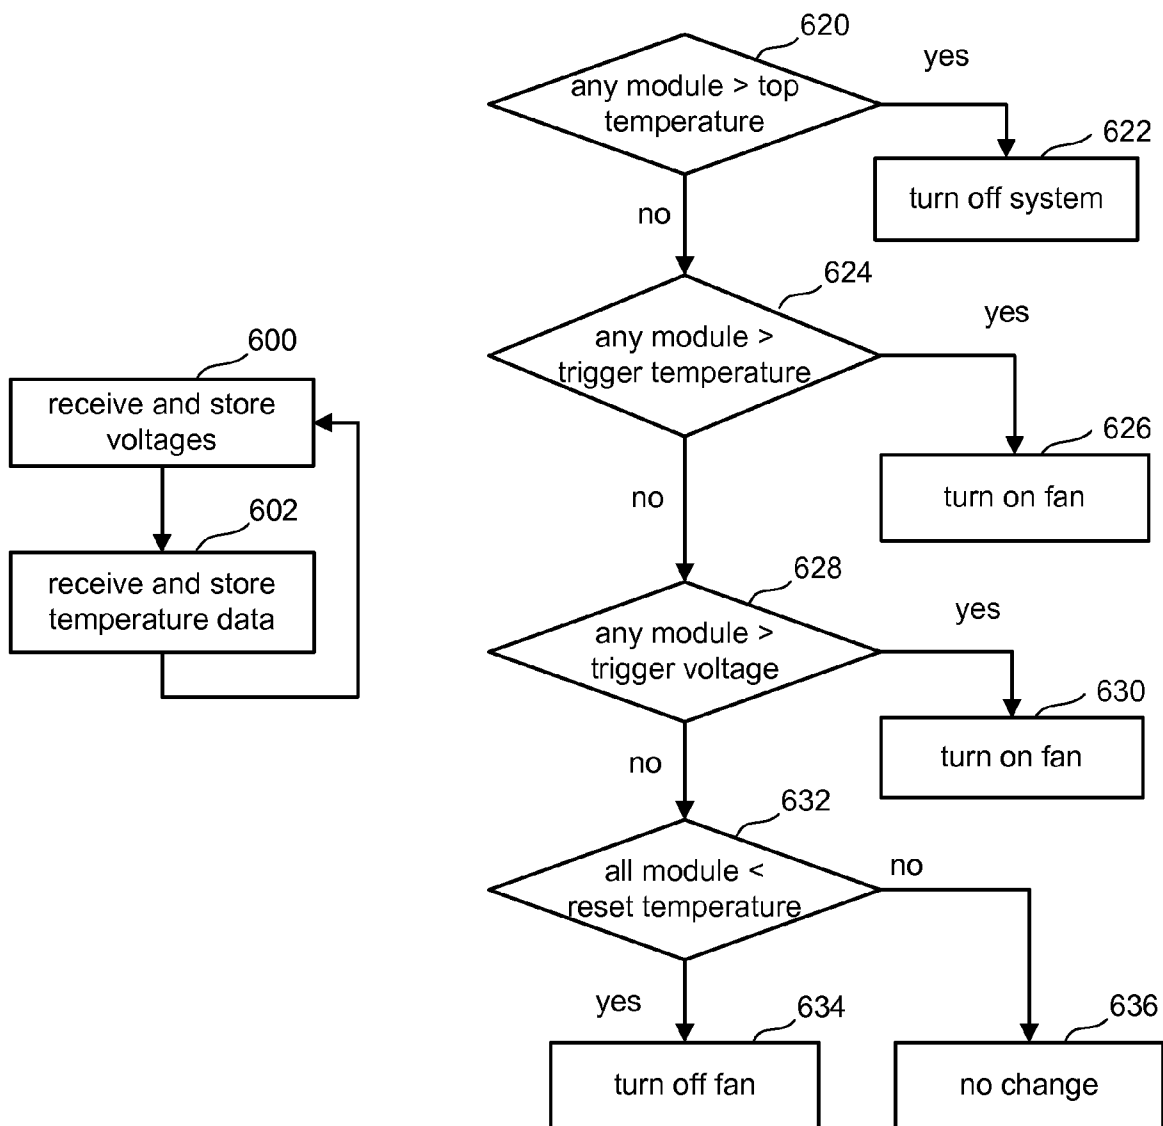 600
receive and store
voltages
602
receive and store
temperature data
620
any module > top
temperature
yes
622
turn off system
no
624
any module >
trigger temperature
yes
626
turn on fan
no
628
any module >
trigger voltage
yes
630
turn on fan
no
632
all module <
reset temperature
no
yes
634
turn off fan
636
no change